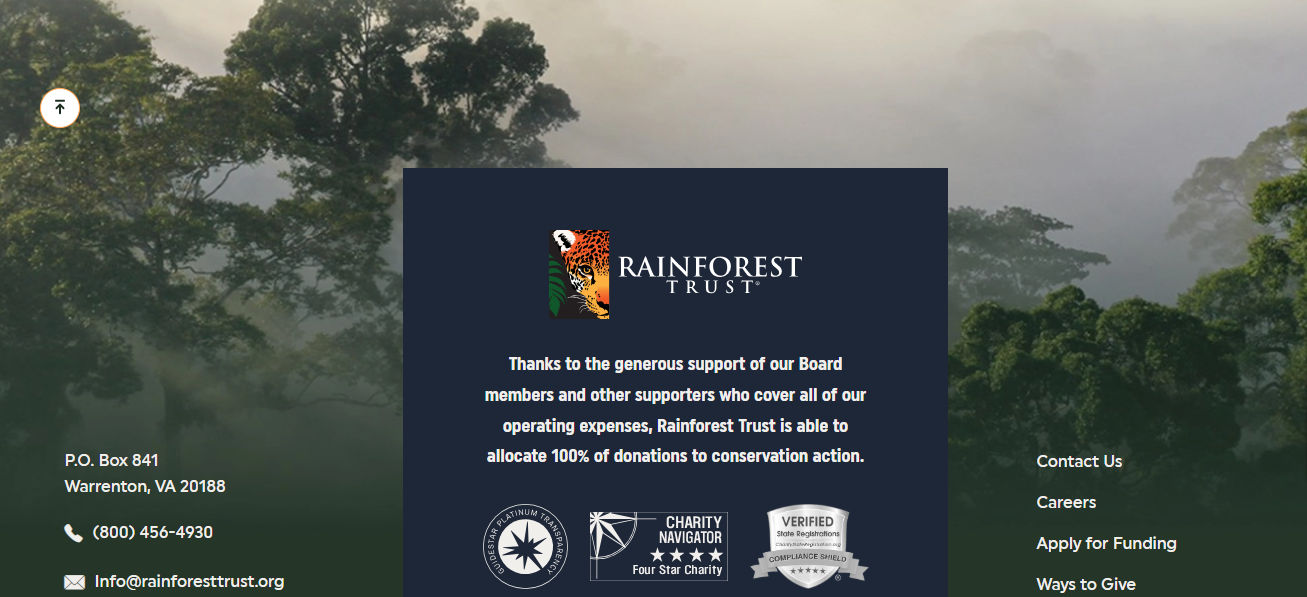 RAINFOREST
TRUST®
Thanks to the generous support of our Board
members and other supporters who cover all of our
operating expenses, Rainforest Trust is able to
allocate 100% of donations to conservation action.
P.O. Box 841
Warrenton, VA 20188
(800) 456-4930
Info@rainforesttrust.org
GUIDESTAR PLATINUM TRANSPARENCY
CHARITY
NAVIGATOR
Four Star Charity
VERIFIED
State Registrations
CharityStateRegistration.org
COMPLIANCE SHIELD
®
Contact Us
Careers
Apply for Funding
Ways to Give